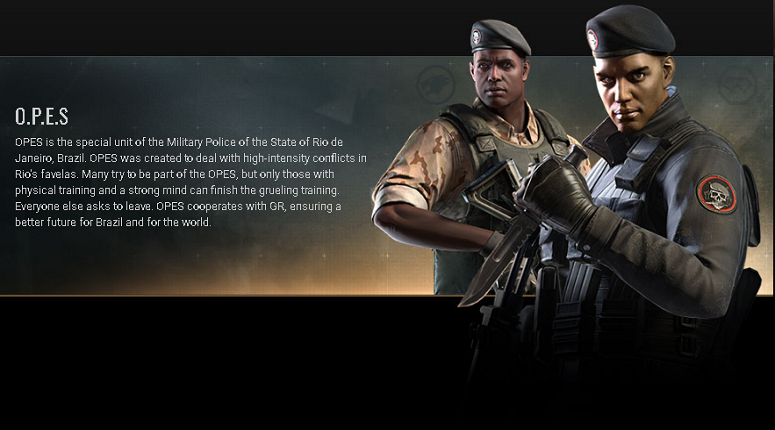 O.P.E.S
OPES is the special unit of the Military Police of the State of Rio de
Janeiro, Brazil. OPES was created to deal with high-intensity conflicts in
Rio's favelas. Many try to be part of the OPES, but only those with
physical training and a strong mind can finish the grueling training.
Everyone else asks to leave. OPES cooperates with GR, ensuring a
better future for Brazil and for the world.